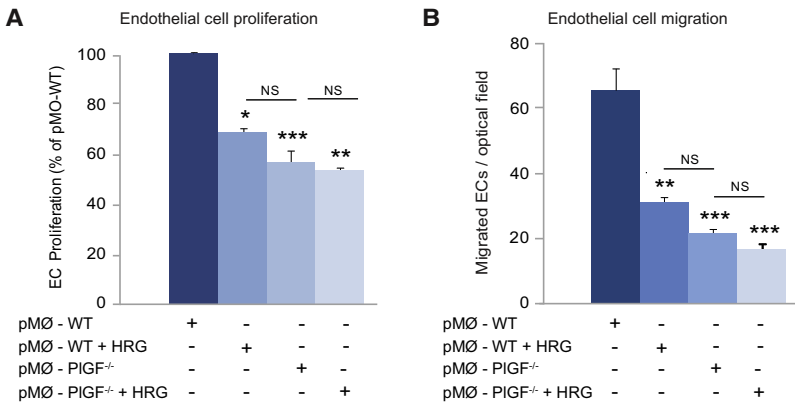 A Endothelial cell proliferation
EC Proliferation (% of pMØ-WT)
100
80
60
40
20
0
*
***
**
NS
NS
pMØ - WT + - - -
pMØ - WT + HRG - + - -
pMØ - PlGF-/- - - + -
pMØ - PlGF-/- + HRG - - - +
B Endothelial cell migration
Migrated ECs / optical field
80
60
40
20
0
**
***
***
NS
NS
pMØ - WT + - - -
pMØ - WT + HRG - + - -
pMØ - PlGF-/- - - + -
pMØ - PlGF-/- + HRG - - - +